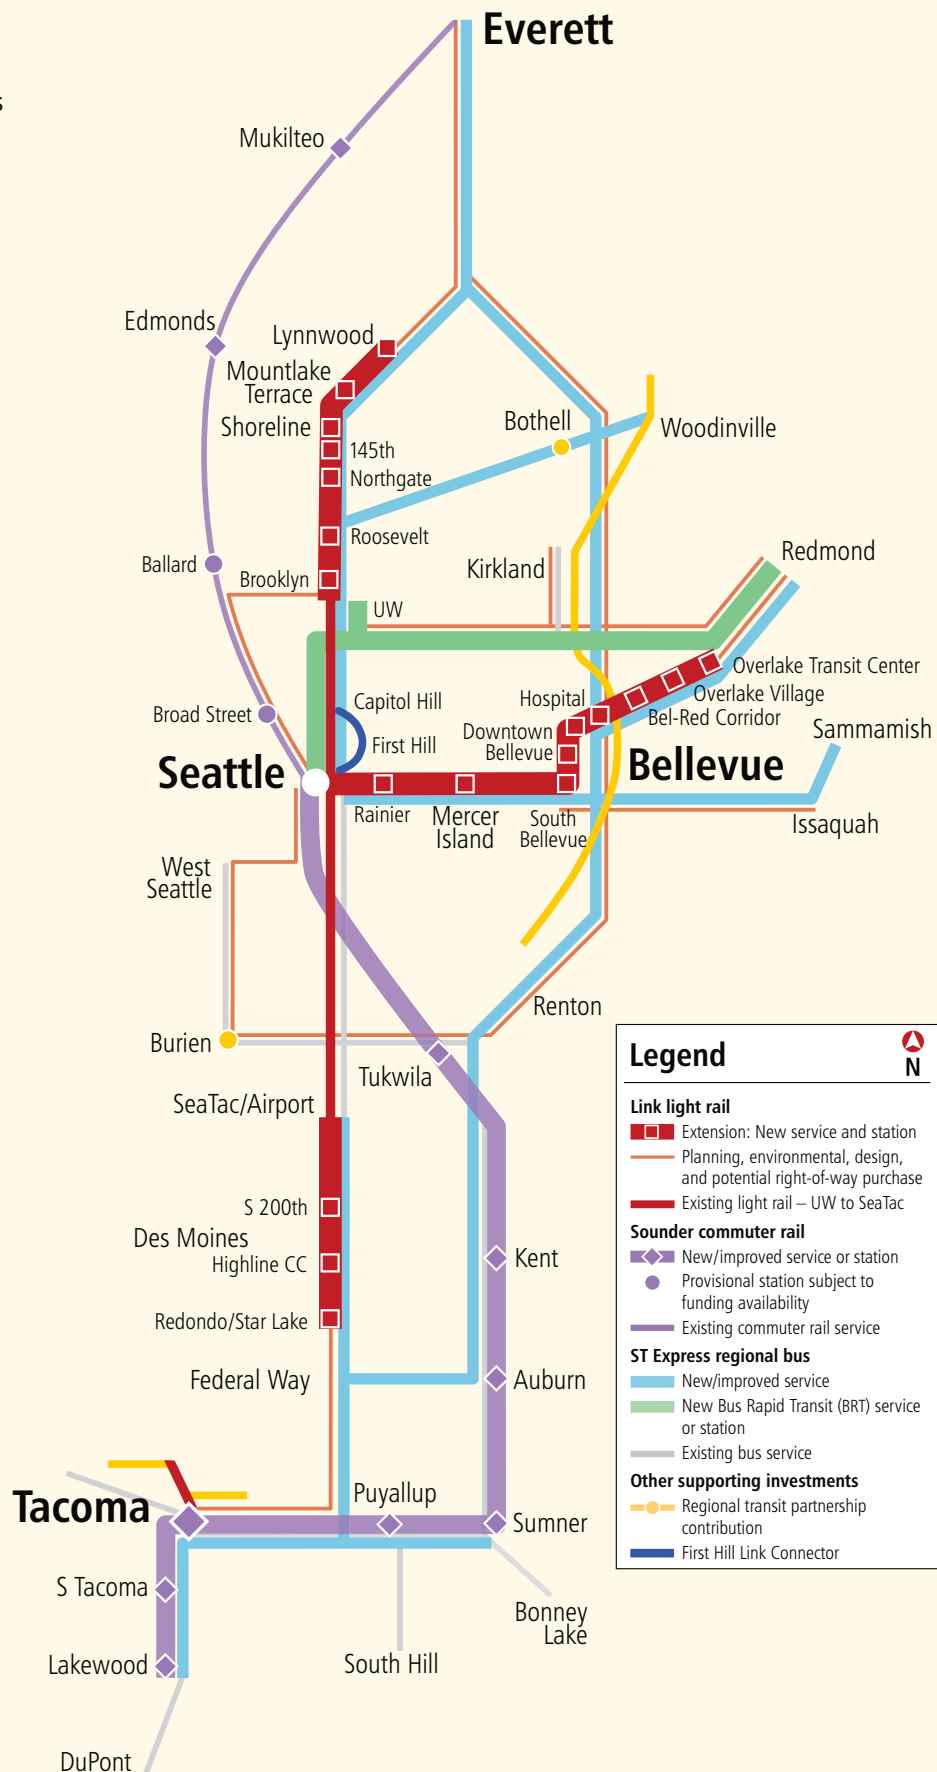 Everett
s
Mukilteo
Edmonds
Lynnwood
Mountlake
Terrace
Shoreline
145th
Northgate
Bothell
Woodinville
Roosevelt
Redmond
Ballard
Kirkland
Brooklyn
UW
Overlake Transit Center
Overlake Village
Bel-Red Corridor
Hospital
Capitol Hill
Broad Street
First Hill
Downtown
Bellevue
Sammamish
Seattle
Bellevue
Rainier
Mercer
Island
South
Bellevue
Issaquah
West
Seattle
Renton
Burien
Tukwila
SeaTac/Airport
S 200th
Des Moines
Highline CC
Kent
Redondo/Star Lake
Federal Way
Auburn
Tacoma
Puyallup
Sumner
S Tacoma
Bonney
Lake
Lakewood
South Hill
DuPont
Legend
N
Link light rail
Extension: New service and station
Planning, environmental, design,
and potential right-of-way purchase
Existing light rail – UW to SeaTac
Sounder commuter rail
New/improved service or station
Provisional station subject to
funding availability
Existing commuter rail service
ST Express regional bus
New/improved service
New Bus Rapid Transit (BRT) service
or station
Existing bus service
Other supporting investments
Regional transit partnership
contribution
First Hill Link Connector